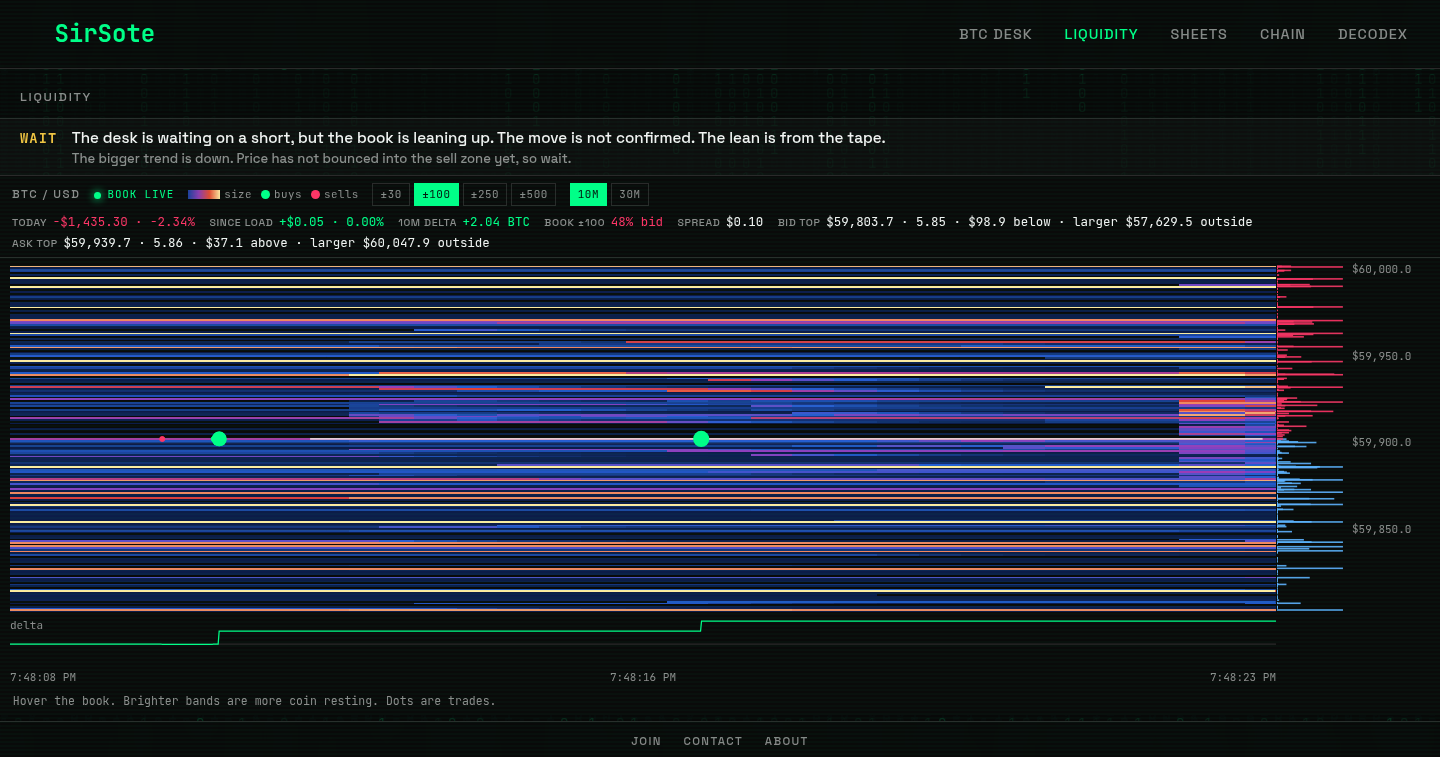 SirSote
BTC DESK LIQUIDITY SHEETS CHAIN DECODEX
LIQUIDITY
WAIT The desk is waiting on a short, but the book is leaning up. The move is not confirmed. The lean is from the tape.
The bigger trend is down. Price has not bounced into the sell zone yet, so wait.
BTC / USD BOOK LIVE size buys sells ±30 ±100 ±250 ±500 10M 30M
TODAY -$1,435.30 · -2.34% SINCE LOAD +$0.05 · 0.00% 10M DELTA +2.04 BTC BOOK ±100 48% bid SPREAD $0.10 BID TOP $59,803.7 · 5.85 · $98.9 below · larger $57,629.5 outside
ASK TOP $59,939.7 · 5.86 · $37.1 above · larger $60,047.9 outside
$60,000.0
$59,950.0
$59,900.0
$59,850.0
delta
7:48:08 PM 7:48:16 PM 7:48:23 PM
Hover the book. Brighter bands are more coin resting. Dots are trades.
JOIN CONTACT ABOUT